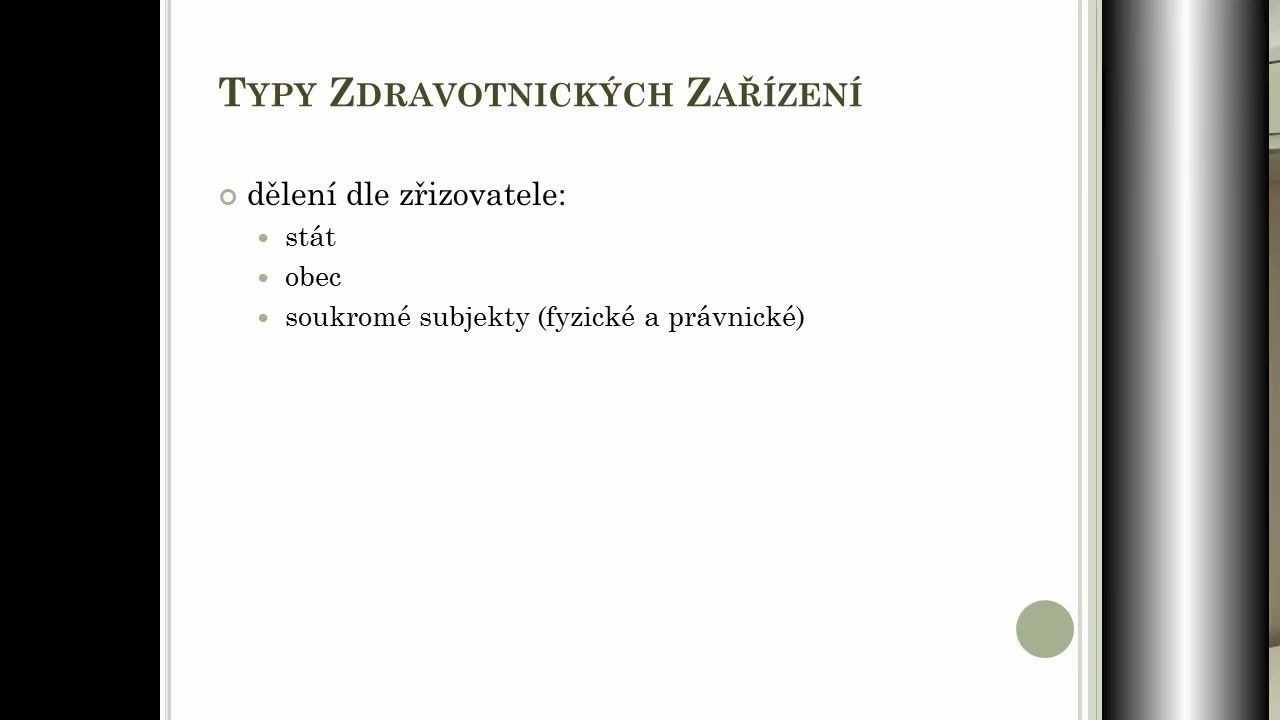 Typy Zdravotnických Zařízení
dělení dle zřizovatele:
stát
obec
soukromé subjekty (fyzické a právnické)